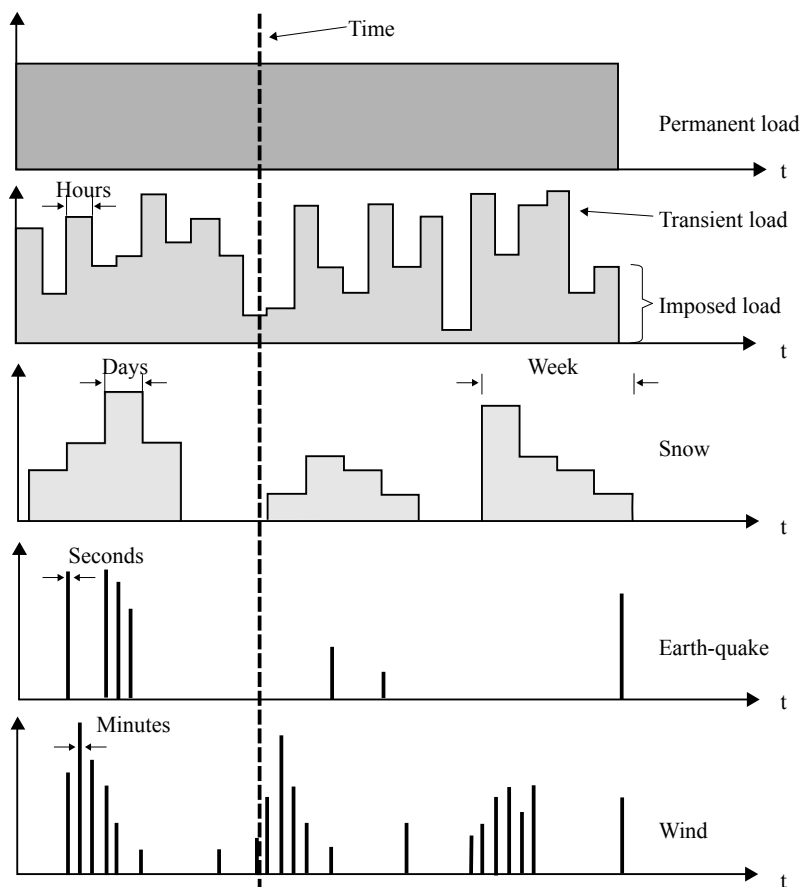 Time
Permanent load
t
Hours
Transient load
Imposed load
t
Days
Week
Snow
t
Seconds
Earth-quake
t
Minutes
Wind
t